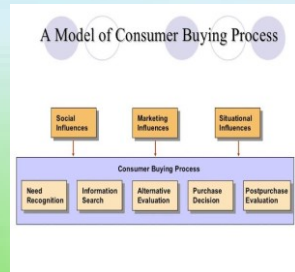 A Model of Consumer Buying Process
Social
Influences
Marketing
Influences
Situational
Influences
Consumer Buying Process
Need
Recognition
Information
Search
Alternative
Evaluation
Purchase
Decision
Postpurchase
Evaluation